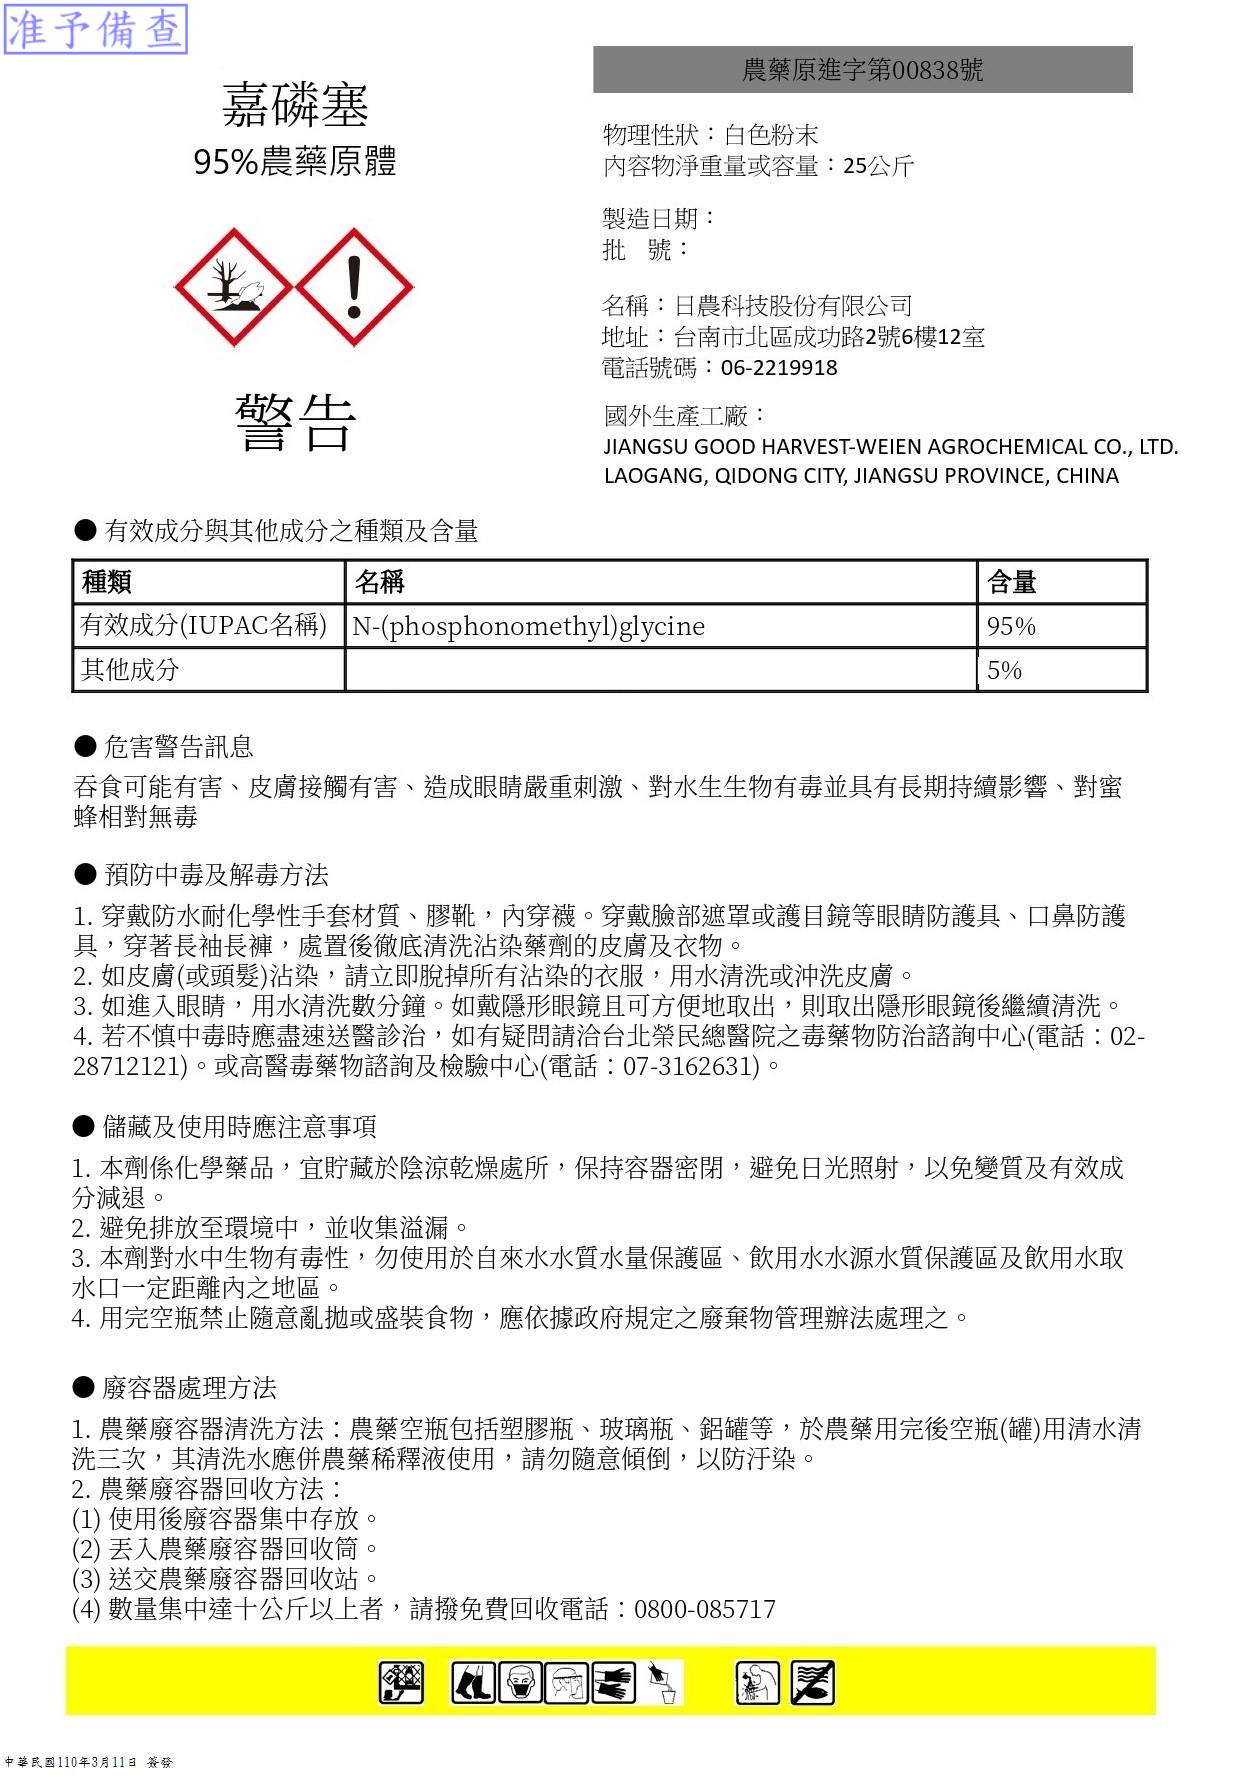 准予備查
嘉磷塞
95%農藥原體
警告
農藥原進字第00838號
物理性狀：白色粉末
內容物淨重量或容量：25公斤
製造日期：
批　號：
名稱：日農科技股份有限公司
地址：台南市北區成功路2號6樓12室
電話號碼：06-2219918
國外生產工廠：
JIANGSU GOOD HARVEST-WEIEN AGROCHEMICAL CO., LTD.
LAOGANG, QIDONG CITY, JIANGSU PROVINCE, CHINA
● 有效成分與其他成分之種類及含量
種類 名稱 含量
有效成分(IUPAC名稱) N-(phosphonomethyl)glycine 95%
其他成分 5%
● 危害警告訊息
吞食可能有害、皮膚接觸有害、造成眼睛嚴重刺激、對水生生物有毒並具有長期持續影響、對蜜
蜂相對無毒
● 預防中毒及解毒方法
1. 穿戴防水耐化學性手套材質、膠靴，內穿襪。穿戴臉部遮罩或護目鏡等眼睛防護具、口鼻防護
具，穿著長袖長褲，處置後徹底清洗沾染藥劑的皮膚及衣物。
2. 如皮膚(或頭髮)沾染，請立即脫掉所有沾染的衣服，用水清洗或沖洗皮膚。
3. 如進入眼睛，用水清洗數分鐘。如戴隱形眼鏡且可方便地取出，則取出隱形眼鏡後繼續清洗。
4. 若不慎中毒時應盡速送醫診治，如有疑問請洽台北榮民總醫院之毒藥物防治諮詢中心(電話：02-
28712121)。或高醫毒藥物諮詢及檢驗中心(電話：07-3162631)。
● 儲藏及使用時應注意事項
1. 本劑係化學藥品，宜貯藏於陰涼乾燥處所，保持容器密閉，避免日光照射，以免變質及有效成
分減退。
2. 避免排放至環境中，並收集溢漏。
3. 本劑對水中生物有毒性，勿使用於自來水水質水量保護區、飲用水水源水質保護區及飲用水取
水口一定距離內之地區。
4. 用完空瓶禁止隨意亂拋或盛裝食物，應依據政府規定之廢棄物管理辦法處理之。
● 廢容器處理方法
1. 農藥廢容器清洗方法：農藥空瓶包括塑膠瓶、玻璃瓶、鋁罐等，於農藥用完後空瓶(罐)用清水清
洗三次，其清洗水應併農藥稀釋液使用，請勿隨意傾倒，以防汙染。
2. 農藥廢容器回收方法：
(1) 使用後廢容器集中存放。
(2) 丟入農藥廢容器回收筒。
(3) 送交農藥廢容器回收站。
(4) 數量集中達十公斤以上者，請撥免費回收電話：0800-085717
中華民國110年3月11日 簽發